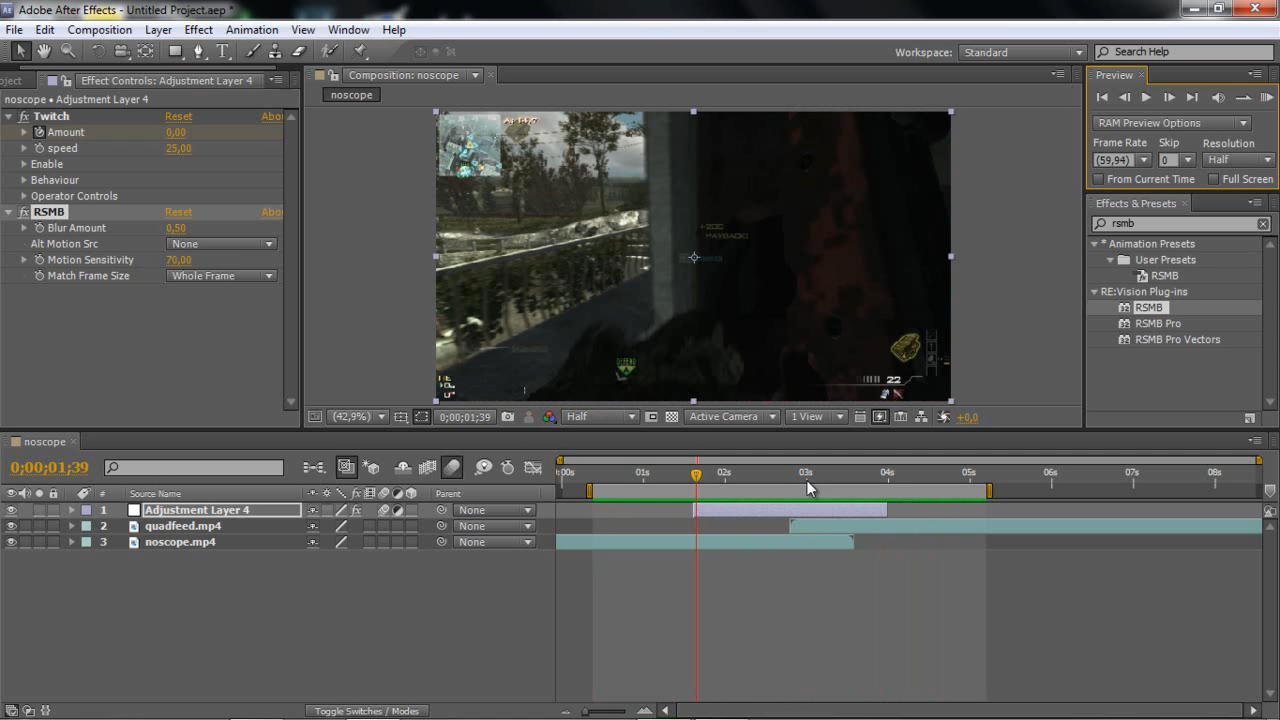 Adobe After Effects - Untitled Project.aep *
File Edit Composition Layer Effect Animation View Window Help
Workspace: Standard Search Help
oject Effect Controls: Adjustment Layer 4
noscope • Adjustment Layer 4
Twitch Reset Abou
Amount 0,00
speed 25,00
Enable
Behaviour
Operator Controls
RSMB Reset Abou
Blur Amount 0,50
Alt Motion Src None
Motion Sensitivity 70,00
Match Frame Size Whole Frame
Composition: noscope
noscope
+200
PAYBACK!
DEFEND
22
(42,9%) 0;00;01;39 Half Active Camera 1 View +0,0
Preview
RAM Preview Options
Frame Rate Skip Resolution
(59,94) 0 Half
From Current Time Full Screen
Effects & Presets
rsmb
* Animation Presets
User Presets
RSMB
RE:Vision Plug-ins
RSMB
RSMB Pro
RSMB Pro Vectors
noscope
0;00;01;39
:00s 01s 02s 03s 04s 05s 06s 07s 08s
# Source Name Parent
1 Adjustment Layer 4 None
2 quadfeed.mp4 None
3 noscope.mp4 None
Toggle Switches / Modes